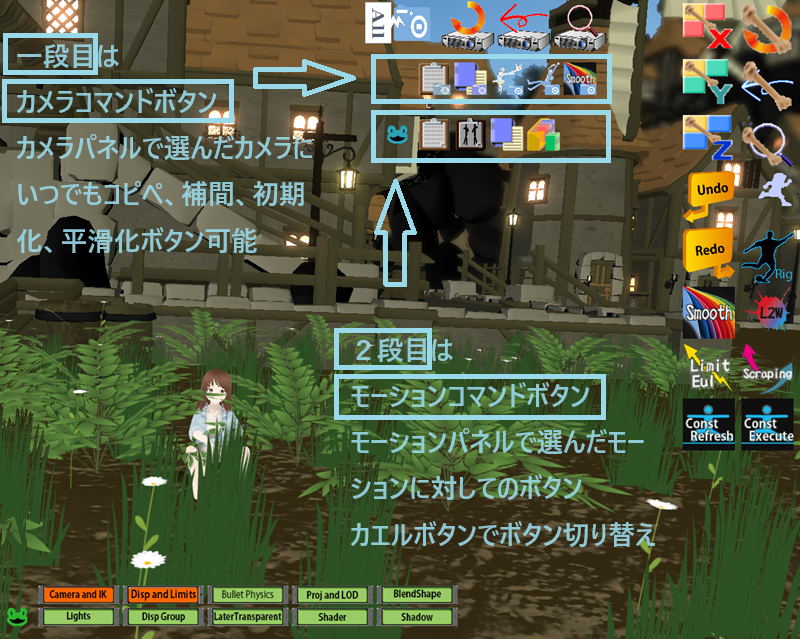 All
一段目は
カメラコマンドボタン
カメラパネルで選んだカメラに
いつでもコピペ、補間、初期
化、平滑化ボタン可能
Smooth
X
Y
Z
Undo
Redo
Rig
Smooth
L2W
Limit
Eul
Scraping
Const
Refresh
Const
Execute
２段目は
モーションコマンドボタン
モーションパネルで選んだモー
ションに対してのボタン
カエルボタンでボタン切り替え
Camera and IK
Disp and Limits
Bullet Physics
Proj and LOD
BlendShape
Lights
Disp Group
LaterTransparent
Shader
Shadow